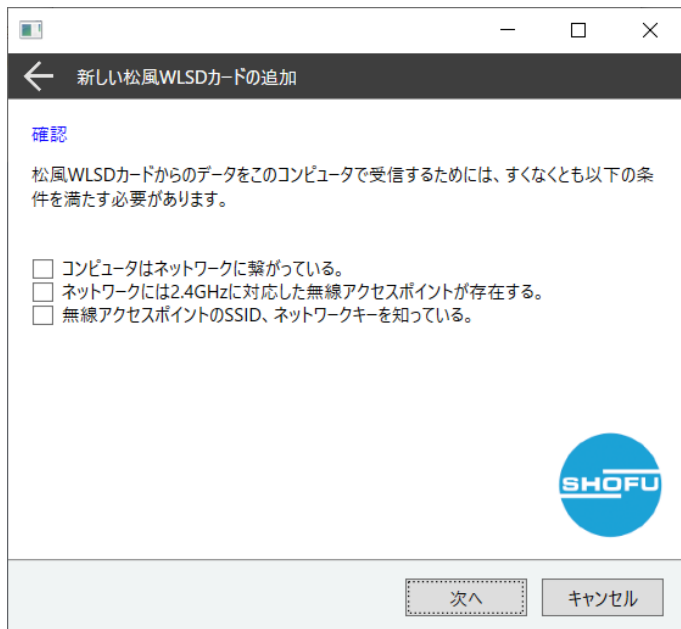 新しい松風WLSDカードの追加
確認
松風WLSDカードからのデータをこのコンピュータで受信するためには、すくなくとも以下の条
件を満たす必要があります。
コンピュータはネットワークに繋がっている。
ネットワークには2.4GHzに対応した無線アクセスポイントが存在する。
無線アクセスポイントのSSID、ネットワークキーを知っている。
SHOFU
次へ
キャンセル